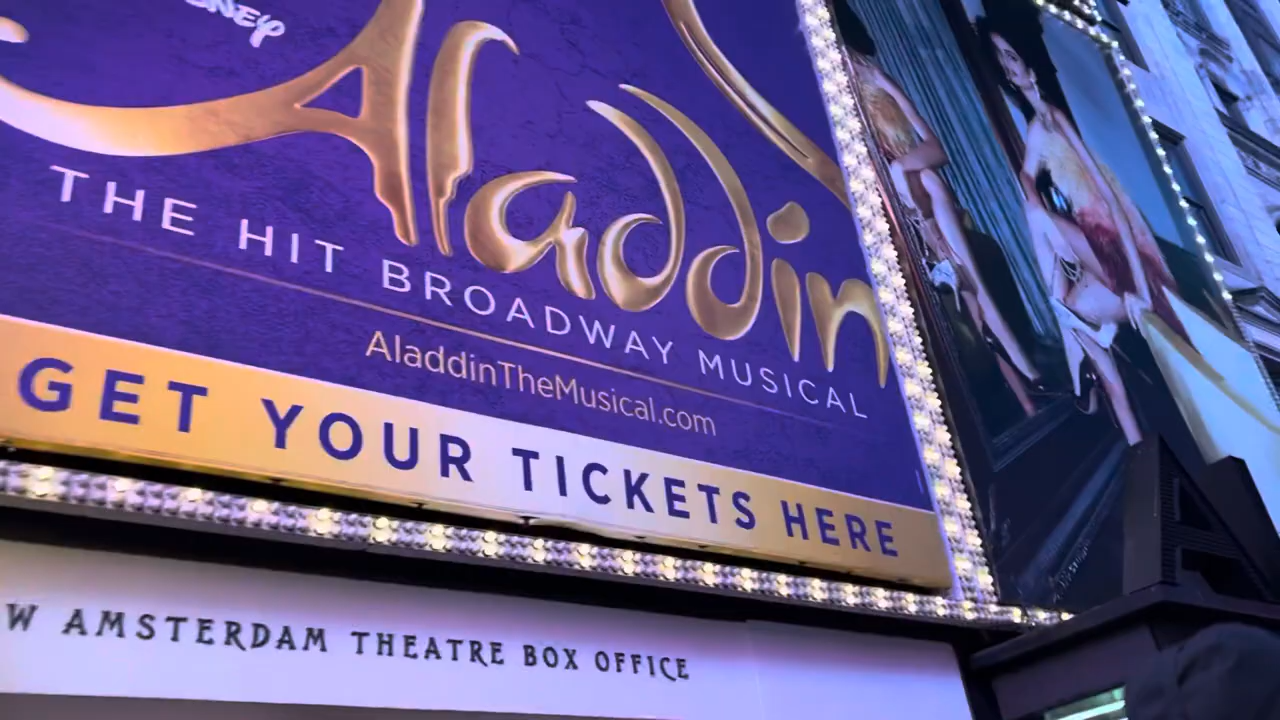 Aladdin
THE HIT BROADWAY MUSICAL
AladdinTheMusical.com
GET YOUR TICKETS HERE
W AMSTERDAM THEATRE BOX OFFICE
A